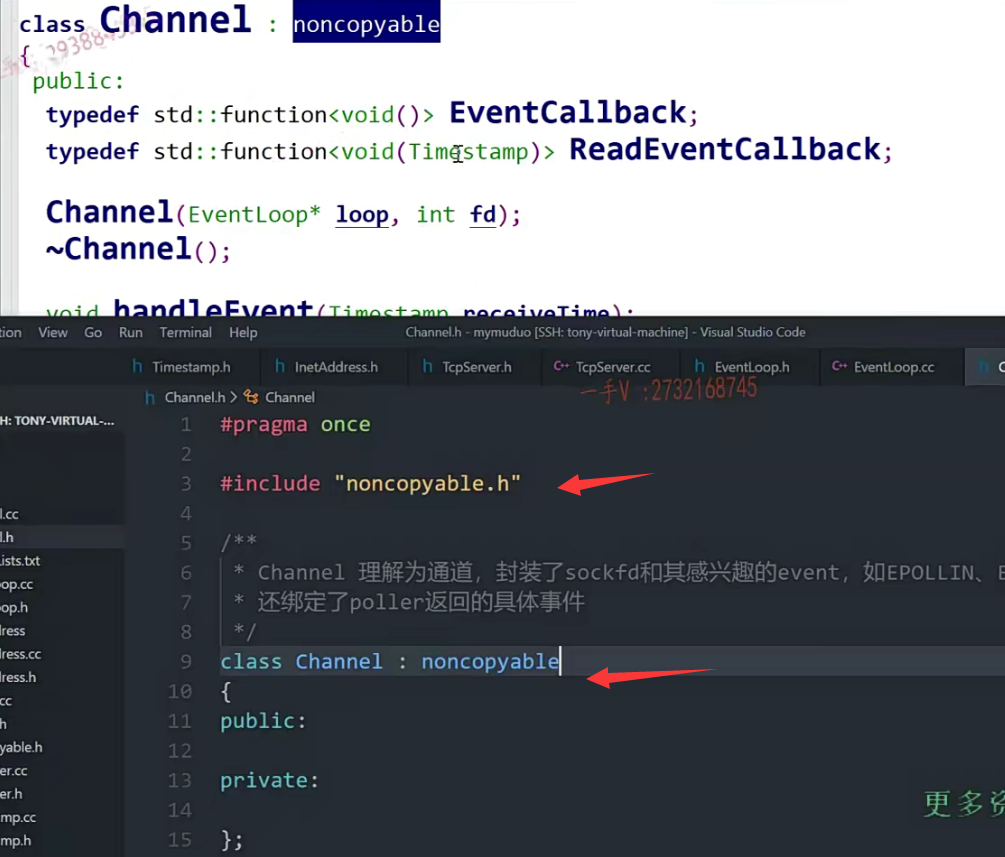 class Channel : noncopyable
{
public:
typedef std::function<void()> EventCallback;
typedef std::function<void(Timestamp)> ReadEventCallback;
Channel(EventLoop* loop, int fd);
~Channel();
void handleEvent(Timestamp receiveTime);
tion View Go Run Terminal Help Channel.h - mymuduo [SSH: tony-virtual-machine] - Visual Studio Code
h Timestamp.h h InetAddress.h h TcpServer.h C++ TcpServer.cc h EventLoop.h C++ EventLoop.cc h C
一手V :2732168745
h Channel.h > Channel
H: TONY-VIRTUAL-...
l.cc
l.h
ists.txt
op.cc
op.h
ress
ress.cc
ress.h
cc
h
yable.h
er.cc
er.h
mp.cc
mp.h
1 #pragma once
2
3 #include "noncopyable.h"
4
5 /**
6 * Channel 理解为通道，封装了sockfd和其感兴趣的event，如EPOLLIN、E
7 * 还绑定了poller返回的具体事件
8 */
9 class Channel : noncopyable
10 {
11 public:
12
13 private:
14
15 };
更多资